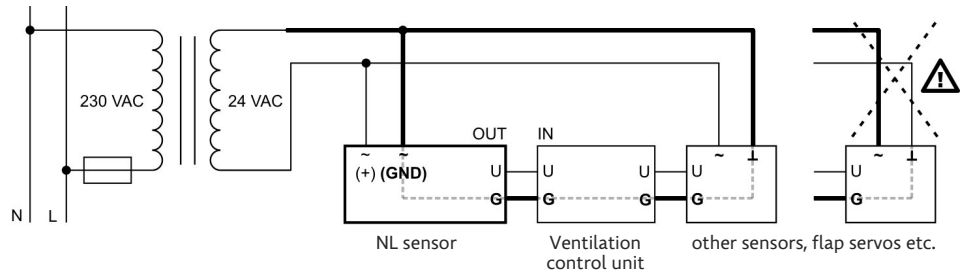 230 VAC
24 VAC
N L
OUT IN
~ ~
(+) (GND)
U U U U U
G G G G G
~ ⊥
~ ⊥
!
NL sensor
Ventilation
control unit
other sensors, flap servos etc.